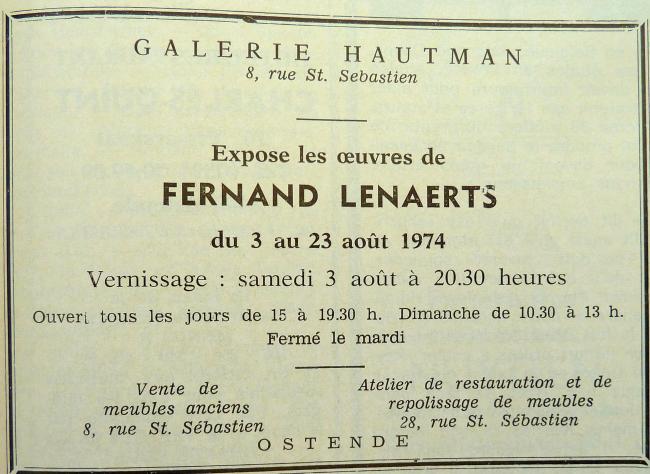 GALERIE HAUTMAN
8, rue St. Sebastien
Expose les œuvres de
FERNAND LENAERTS
du 3 au 23 août 1974
Vernissage : samedi 3 août à 20.30 heures
Ouvert tous les jours de 15 à 19.30 h. Dimanche de 10.30 à 13 h.
Fermé le mardi
Vente de
meubles anciens
8, rue St. Sébastien
Atelier de restauration et de
repolissage de meubles
28, rue St. Sébastien
OSTENDE